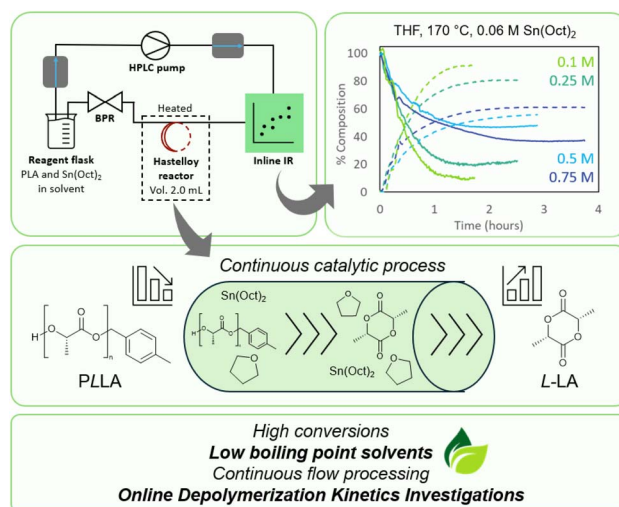 HPLC pump
BPR
Heated
Reagent flask
PLA and Sn(Oct)2
in solvent
Hastelloy
reactor
Vol. 2.0 mL
Inline IR
THF, 170 °C, 0.06 M Sn(Oct)2
% Composition
100
80
60
40
20
0
0.1 M
0.25 M
0.5 M
0.75 M
0 1 2 3 4
Time (hours)
Continuous catalytic process
Sn(Oct)2
H O O O n
PLLA
H O O O n
O
O O O O
Sn(Oct)2
O
O O O O
L-LA
High conversions
Low boiling point solvents
Continuous flow processing
Online Depolymerization Kinetics Investigations